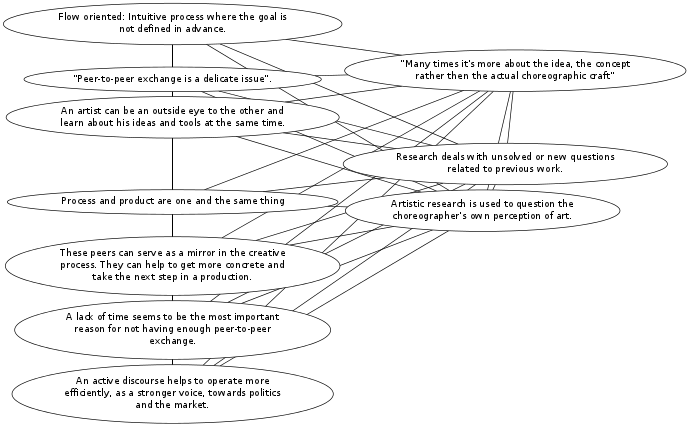 Flow oriented: Intuitive process where the goal is
not defined in advance.
"Many times it's more about the idea, the concept
rather then the actual choreographic craft"
"Peer-to-peer exchange is a delicate issue".
An artist can be an outside eye to the other and
learn about his ideas and tools at the same time.
Research deals with unsolved or new questions
related to previous work.
Process and product are one and the same thing
Artistic research is used to question the
choreographer's own perception of art.
These peers can serve as a mirror in the creative
process. They can help to get more concrete and
take the next step in a production.
A lack of time seems to be the most important
reason for not having enough peer-to-peer
exchange.
An active discourse helps to operate more
efficiently, as a stronger voice, towards politics
and the market.